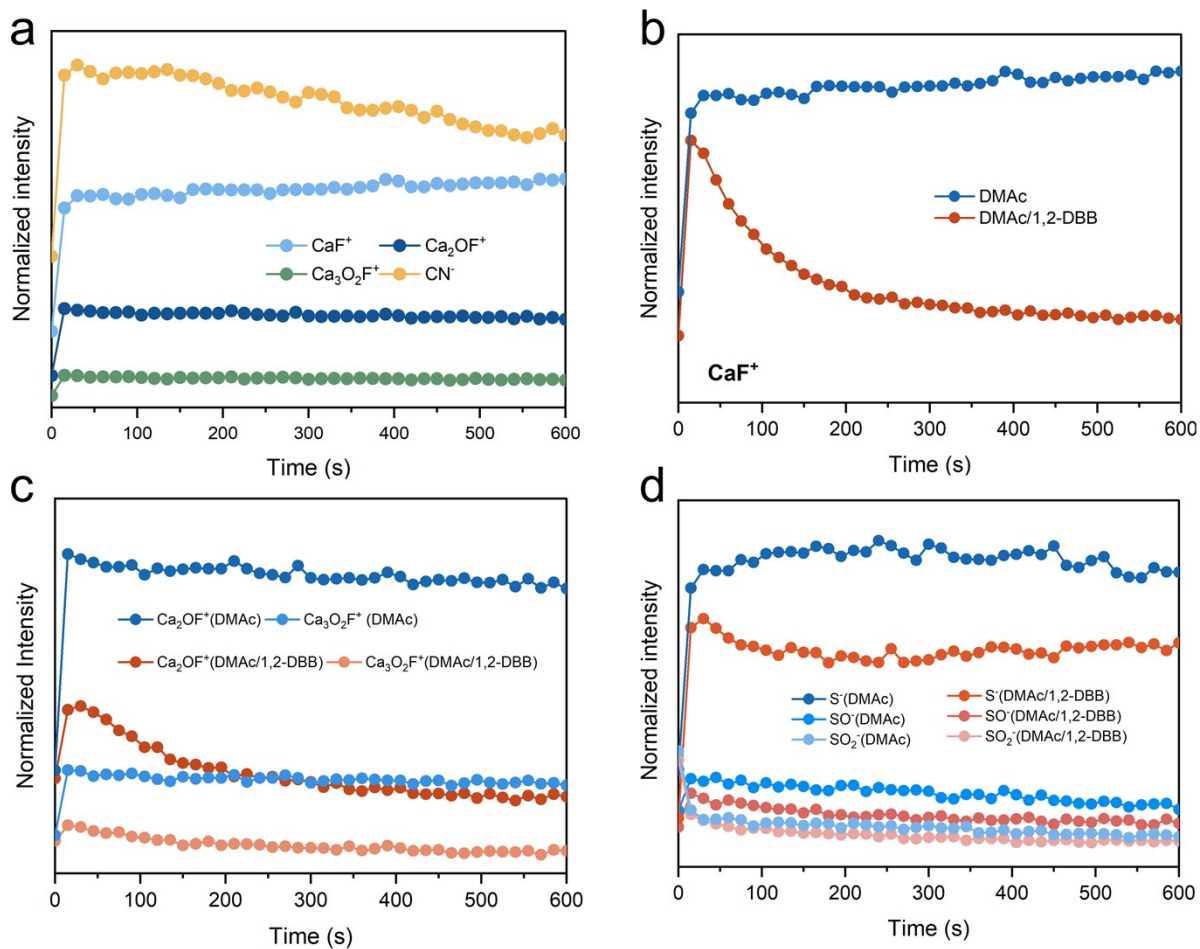 a
Normalized intensity
CaF⁺ Ca₂OF⁺
Ca₃O₂F⁺ CN⁻
0 100 200 300 400 500 600
Time (s)
b
Normalized intensity
DMAc
DMAc/1,2-DBB
CaF⁺
0 100 200 300 400 500 600
Time (s)
c
Normalized Intensity
Ca₂OF⁺(DMAc) Ca₃O₂F⁺ (DMAc)
Ca₂OF⁺(DMAc/1,2-DBB) Ca₃O₂F⁺(DMAc/1,2-DBB)
0 100 200 300 400 500 600
Time (s)
d
Normalized intensity
S⁻(DMAc) S⁻(DMAc/1,2-DBB)
SO⁻(DMAc) SO⁻(DMAc/1,2-DBB)
SO₂⁻(DMAc) SO₂⁻(DMAc/1,2-DBB)
0 100 200 300 400 500 600
Time (s)